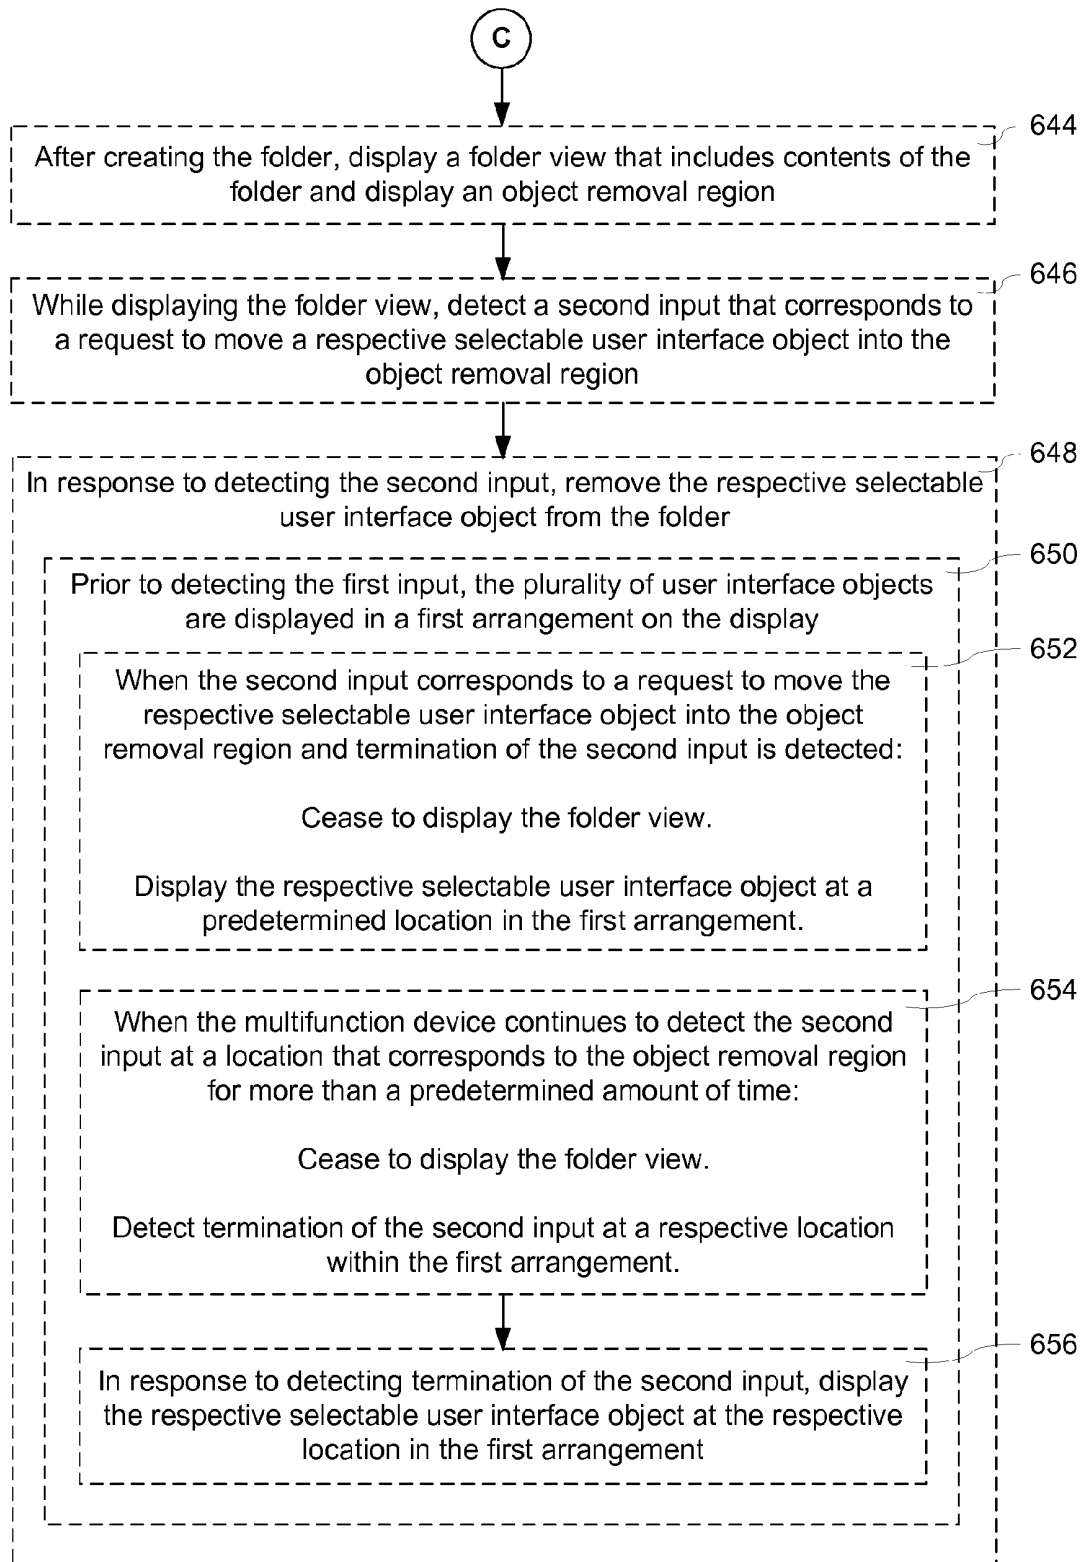 C
644
After creating the folder, display a folder view that includes contents of the
folder and display an object removal region
646
While displaying the folder view, detect a second input that corresponds to
a request to move a respective selectable user interface object into the
object removal region
648
In response to detecting the second input, remove the respective selectable
user interface object from the folder
650
Prior to detecting the first input, the plurality of user interface objects
are displayed in a first arrangement on the display
652
When the second input corresponds to a request to move the
respective selectable user interface object into the object
removal region and termination of the second input is detected:
Cease to display the folder view.
Display the respective selectable user interface object at a
predetermined location in the first arrangement.
654
When the multifunction device continues to detect the second
input at a location that corresponds to the object removal region
for more than a predetermined amount of time:
Cease to display the folder view.
Detect termination of the second input at a respective location
within the first arrangement.
656
In response to detecting termination of the second input, display
the respective selectable user interface object at the respective
location in the first arrangement